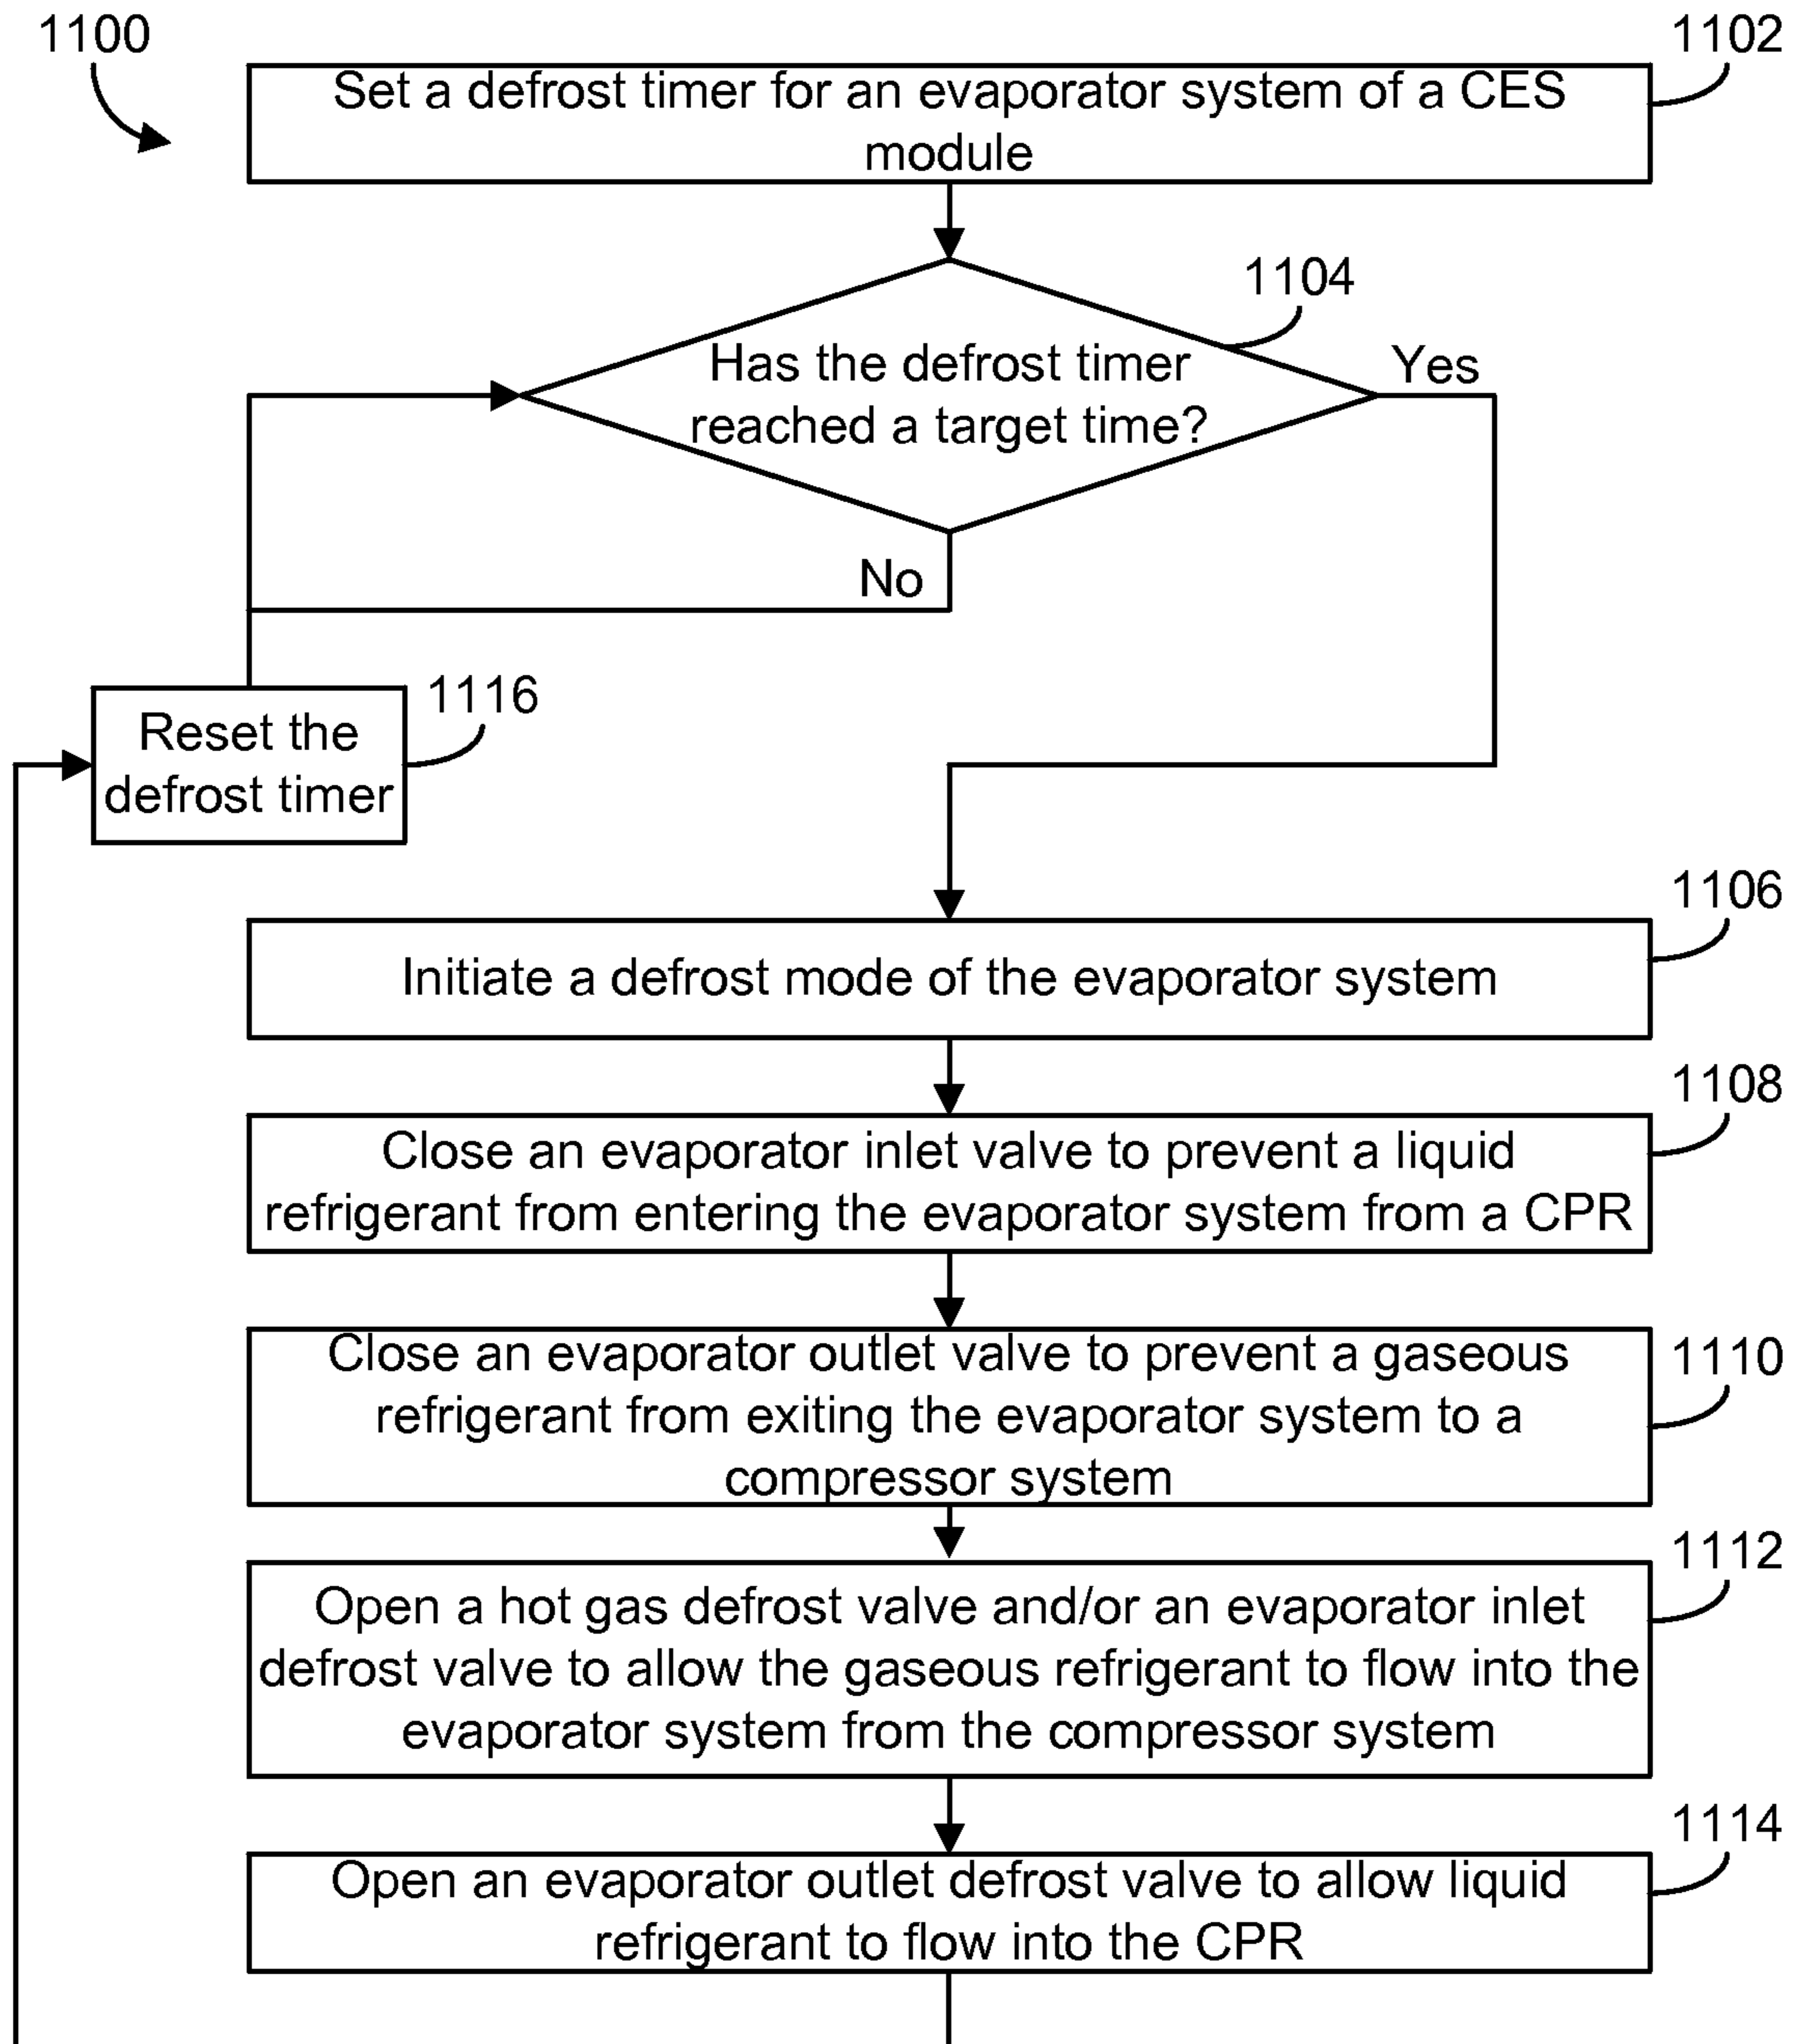 1100
1102
Set a defrost timer for an evaporator system of a CES
module
1104
Has the defrost timer
reached a target time?
Yes
No
1116
Reset the
defrost timer
1106
Initiate a defrost mode of the evaporator system
1108
Close an evaporator inlet valve to prevent a liquid
refrigerant from entering the evaporator system from a CPR
1110
Close an evaporator outlet valve to prevent a gaseous
refrigerant from exiting the evaporator system to a
compressor system
1112
Open a hot gas defrost valve and/or an evaporator inlet
defrost valve to allow the gaseous refrigerant to flow into the
evaporator system from the compressor system
1114
Open an evaporator outlet defrost valve to allow liquid
refrigerant to flow into the CPR